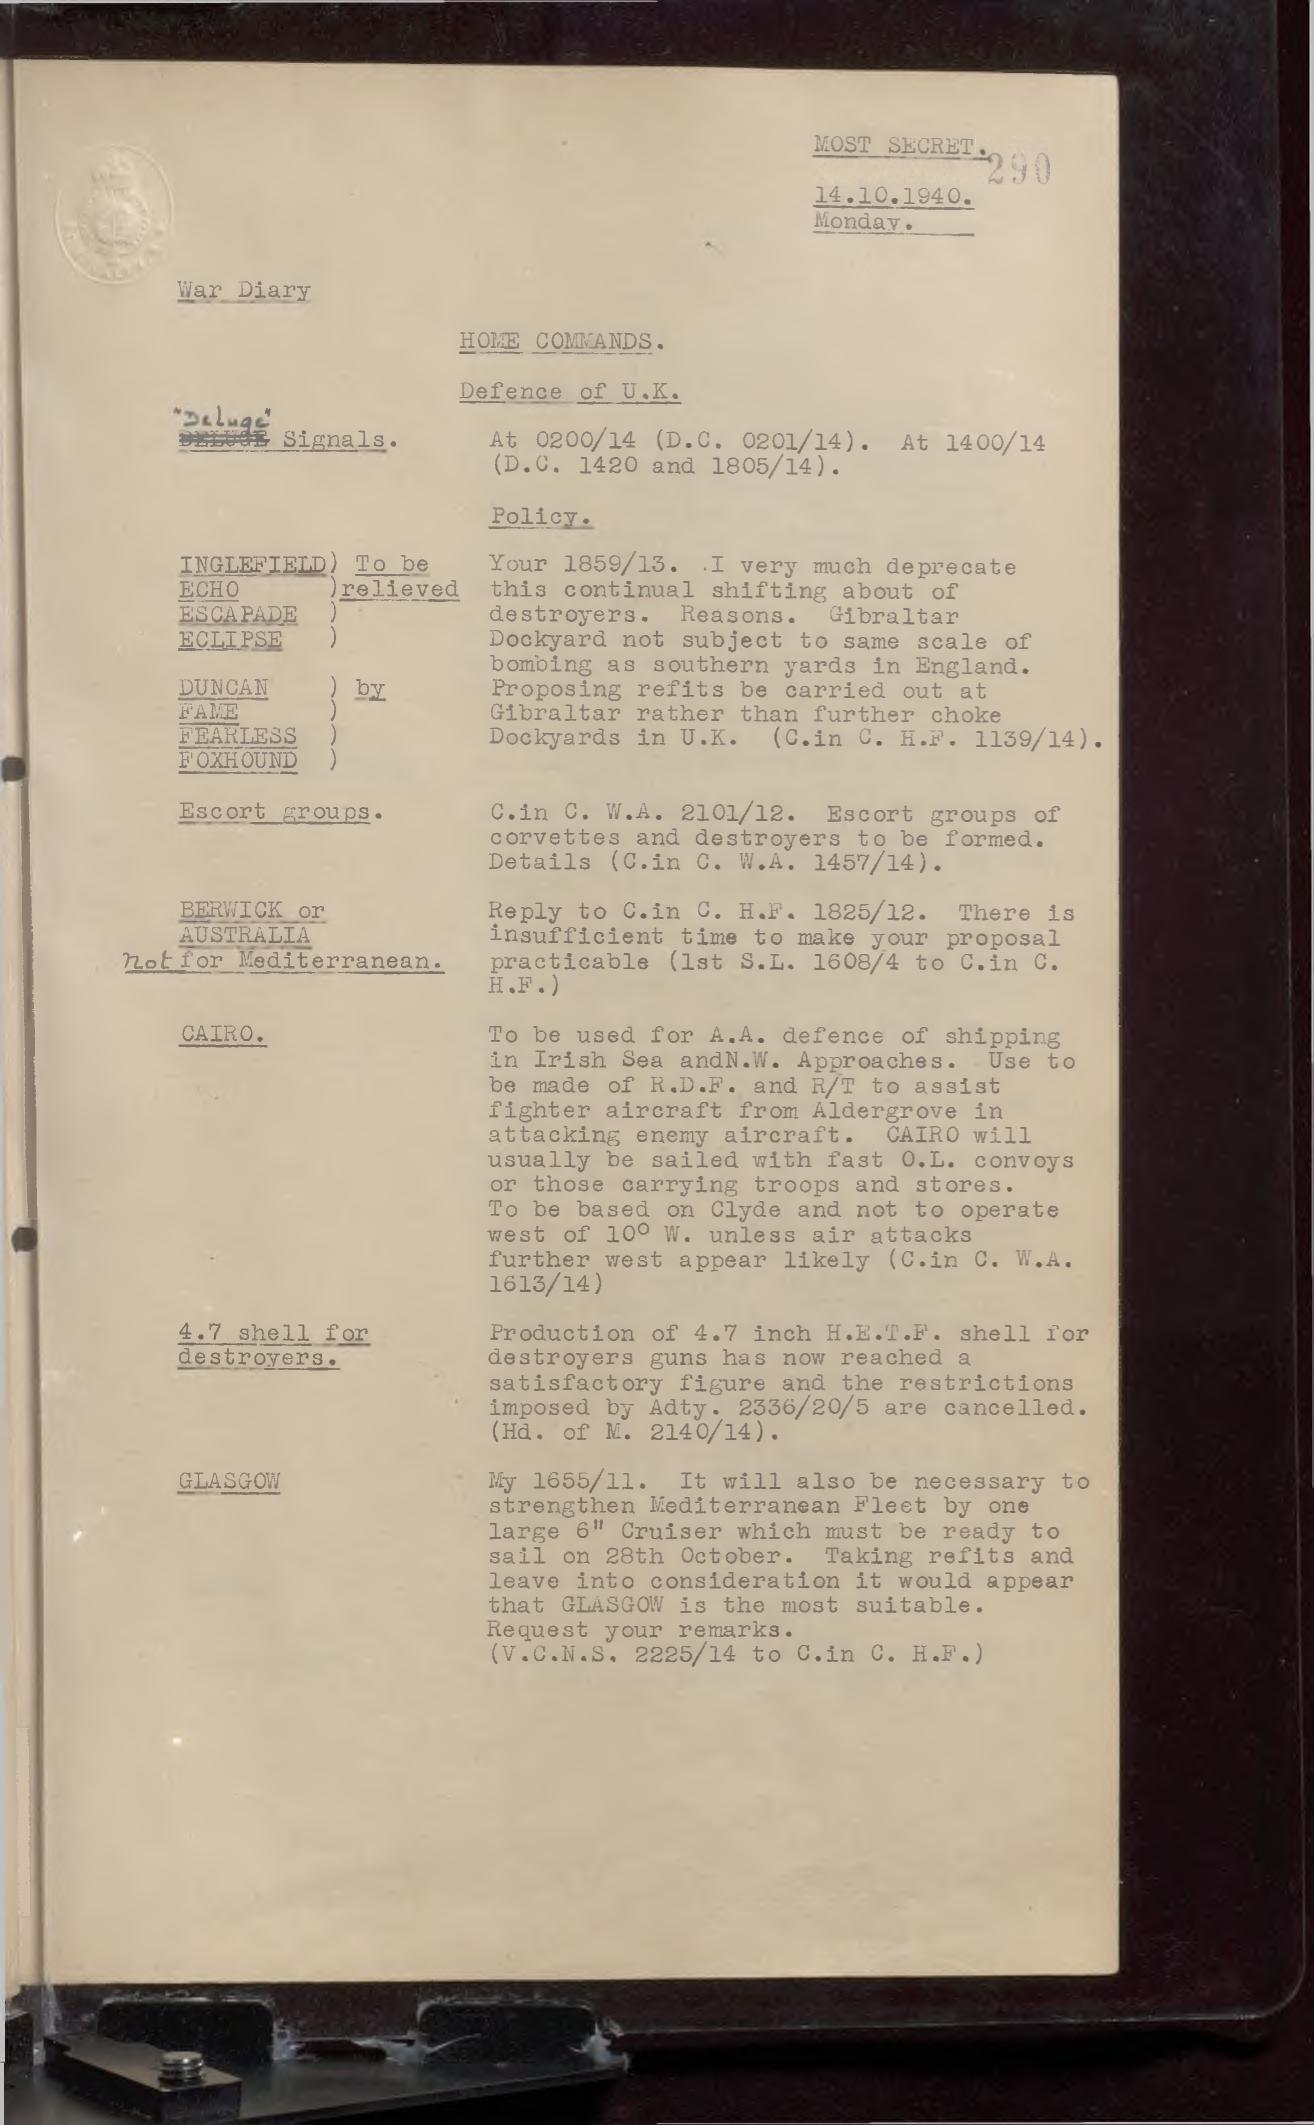 MOST SECRET.
290
14.10.1940.
Monday.
War Diary
HOME COMMANDS.
Defence of U.K.
"Deluge"
DELUGE Signals.
At 0200/14 (D.C. 0201/14). At 1400/14
(D.C. 1420 and 1805/14).
Policy.
INGLEFIELD) To be
ECHO )relieved
ESCAPADE )
ECLIPSE )
DUNCAN ) by
FAME )
FEARLESS )
FOXHOUND )
Your 1859/13. .I very much deprecate
this continual shifting about of
destroyers. Reasons. Gibraltar
Dockyard not subject to same scale of
bombing as southern yards in England.
Proposing refits be carried out at
Gibraltar rather than further choke
Dockyards in U.K. (C.in C. H.F. 1139/14).
Escort groups.
C.in C. W.A. 2101/12. Escort groups of
corvettes and destroyers to be formed.
Details (C.in C. W.A. 1457/14).
BERWICK or
AUSTRALIA
not for Mediterranean.
Reply to C.in C. H.F. 1825/12. There is
insufficient time to make your proposal
practicable (1st S.L. 1608/4 to C.in C.
H.F.)
CAIRO.
To be used for A.A. defence of shipping
in Irish Sea andN.W. Approaches. Use to
be made of R.D.F. and R/T to assist
fighter aircraft from Aldergrove in
attacking enemy aircraft. CAIRO will
usually be sailed with fast O.L. convoys
or those carrying troops and stores.
To be based on Clyde and not to operate
west of 10° W. unless air attacks
further west appear likely (C.in C. W.A.
1613/14)
4.7 shell for
destroyers.
Production of 4.7 inch H.E.T.F. shell for
destroyers guns has now reached a
satisfactory figure and the restrictions
imposed by Adty. 2336/20/5 are cancelled.
(Hd. of M. 2140/14).
GLASGOW
My 1655/11. It will also be necessary to
strengthen Mediterranean Fleet by one
large 6" Cruiser which must be ready to
sail on 28th October. Taking refits and
leave into consideration it would appear
that GLASGOW is the most suitable.
Request your remarks.
(V.C.N.S. 2225/14 to C.in C. H.F.)